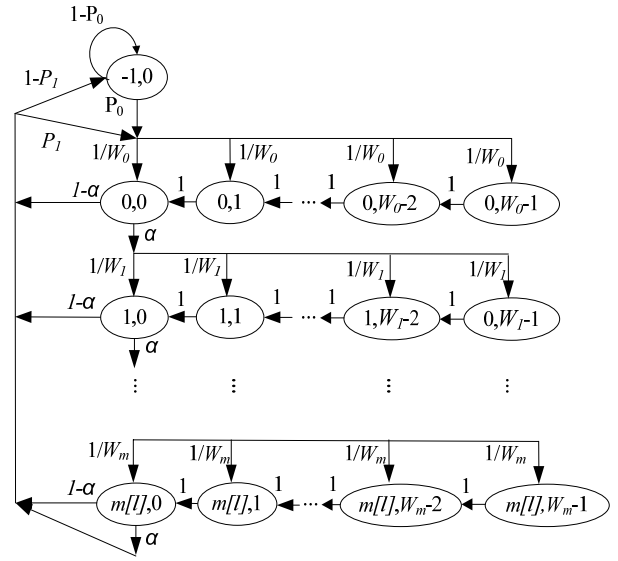 1-P₀
-1,0
1-P₁
P₀
P₁
1/W₀ 1/W₀ 1/W₀ 1/W₀
1-α 0,0 1 0,1 1 ... 1 0,W₀-2 1 0,W₀-1
α
1/W₁ 1/W₁ 1/W₁ 1/W₁
1-α 1,0 1 1,1 1 ... 1 1,W₁-2 1 0,W₁-1
α
⋮ ⋮ ⋮ ⋮
1/Wₘ 1/Wₘ 1/Wₘ 1/Wₘ
1-α m[l],0 1 m[l],1 1 ... 1 m[l],Wₘ-2 1 m[l],Wₘ-1
α